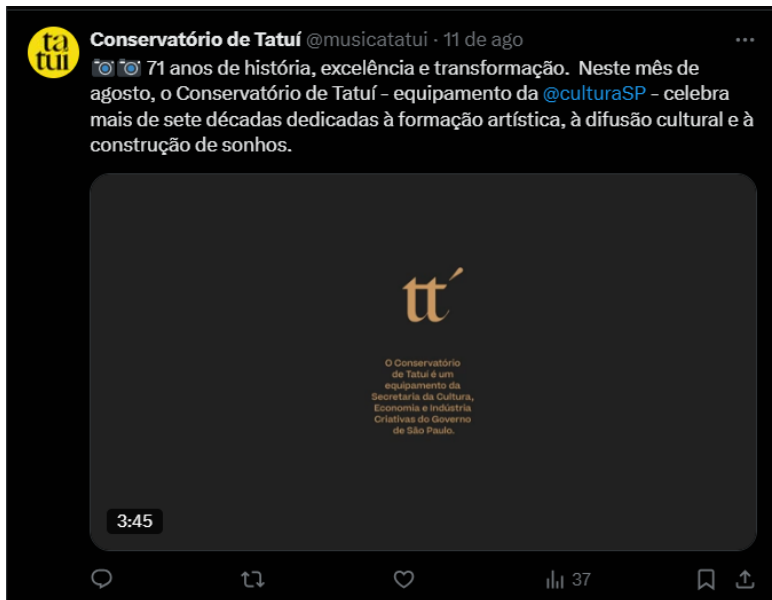 ta
tuí
Conservatório de Tatuí @musicatatui · 11 de ago
71 anos de história, excelência e transformação. Neste mês de
agosto, o Conservatório de Tatuí - equipamento da @culturaSP - celebra
mais de sete décadas dedicadas à formação artística, à difusão cultural e à
construção de sonhos.
tt´
O Conservatório
de Tatuí é um
equipamento da
Secretaria da Cultura,
Economia e Indústria
Criativas do Governo
de São Paulo.
3:45
37